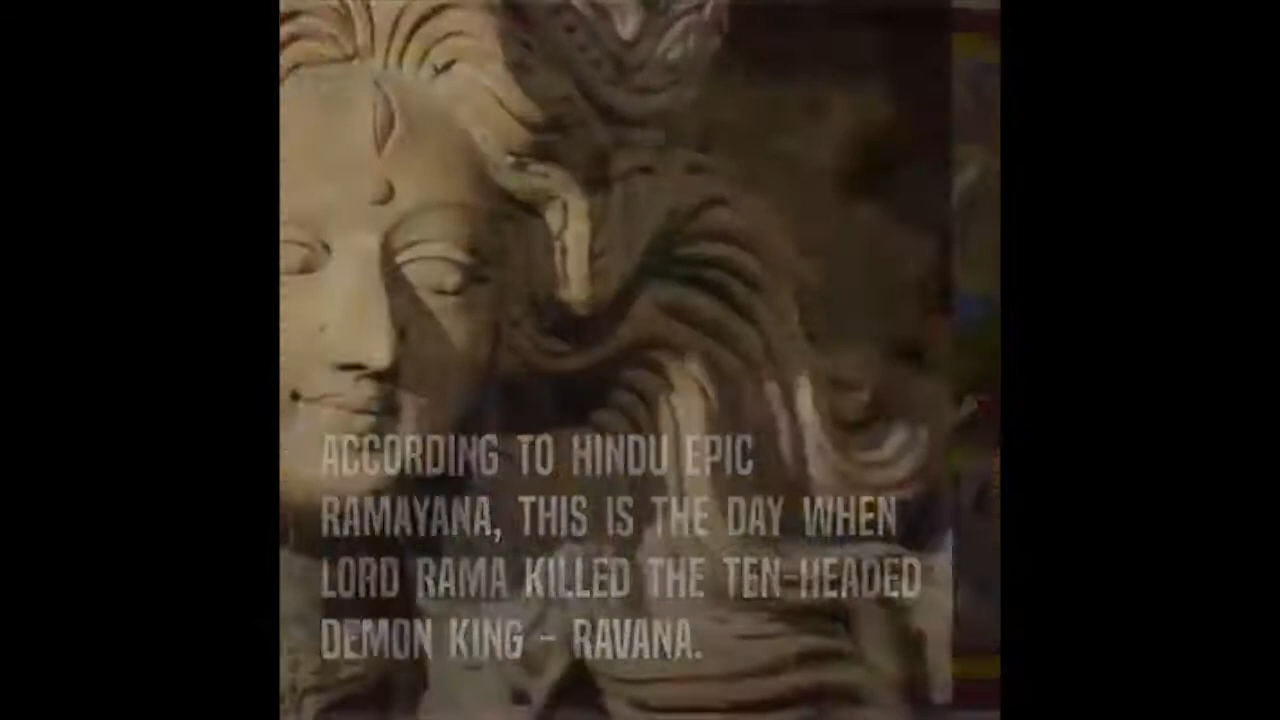 ACCORDING TO HINDU EPIC
RAMAYANA, THIS IS THE DAY WHEN
LORD RAMA KILLED THE TEN-HEADED
DEMON KING - RAVANA.